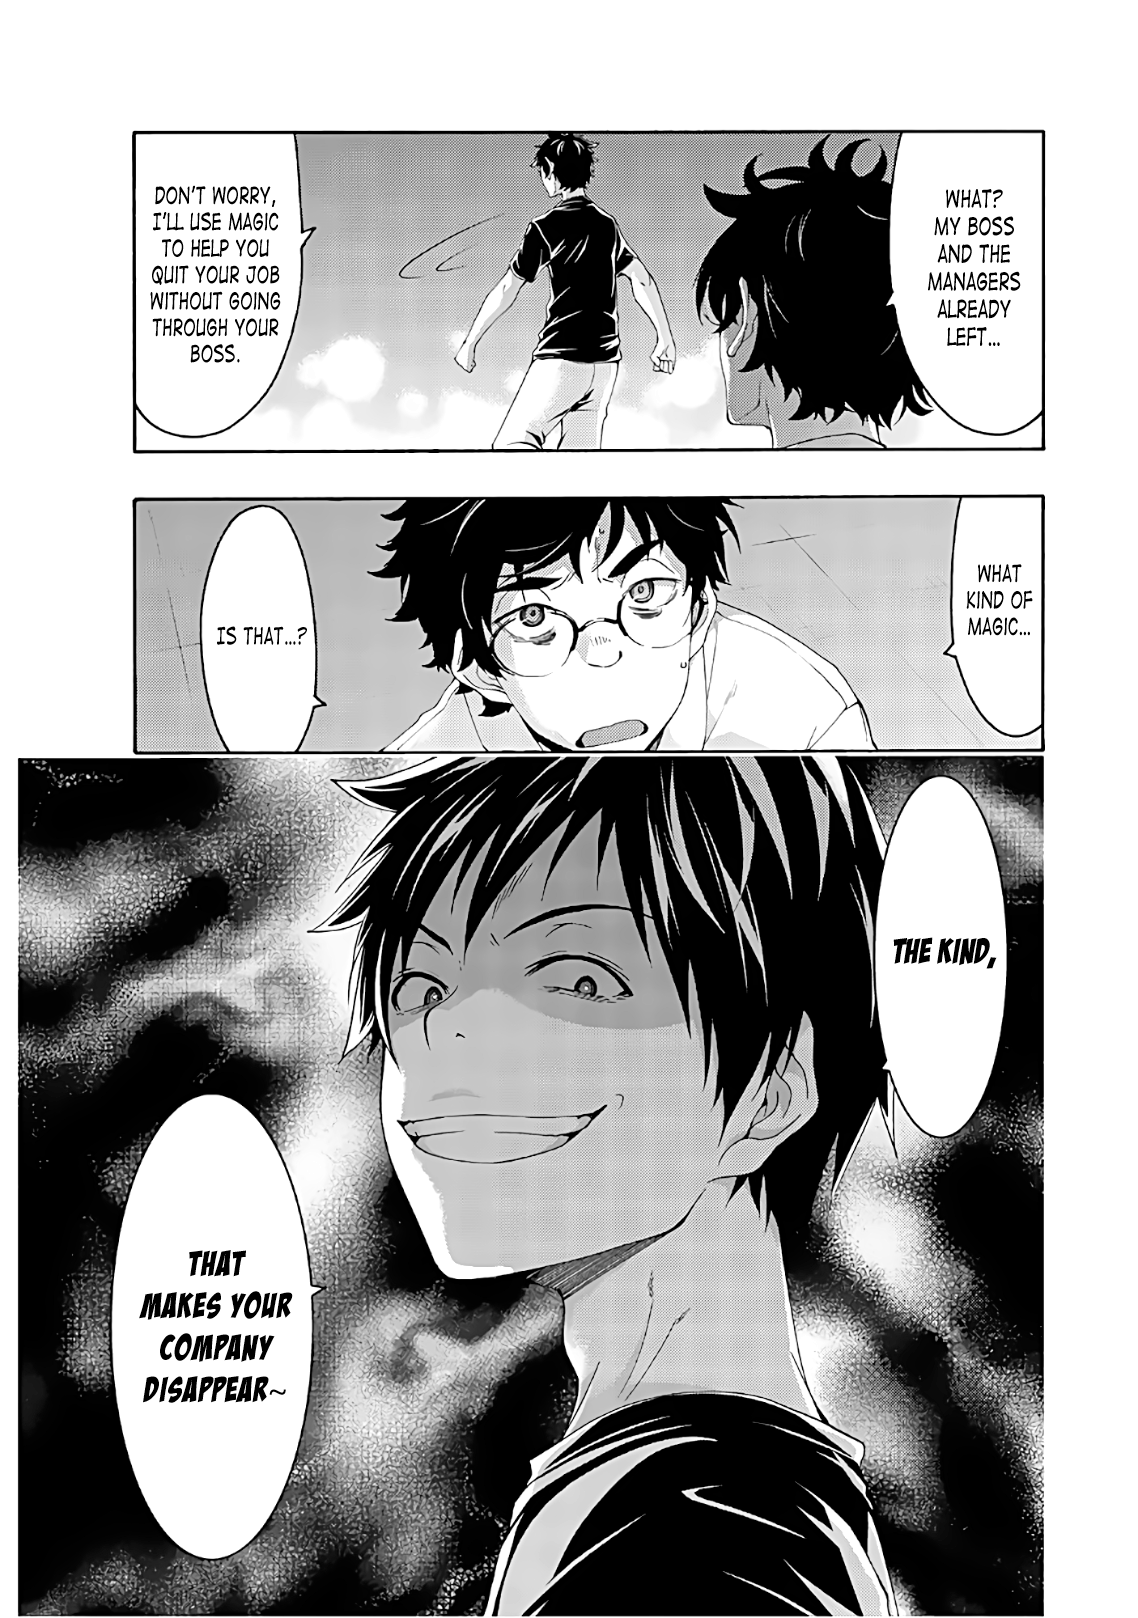 WHAT?
MY BOSS
AND THE
MANAGERS
ALREADY
LEFT...
DON'T WORRY,
I'LL USE MAGIC
TO HELP YOU
QUIT YOUR JOB
WITHOUT GOING
THROUGH YOUR
BOSS.
WHAT
KIND OF
MAGIC...
IS THAT...?
THE KIND,
THAT
MAKES YOUR
COMPANY
DISAPPEAR~